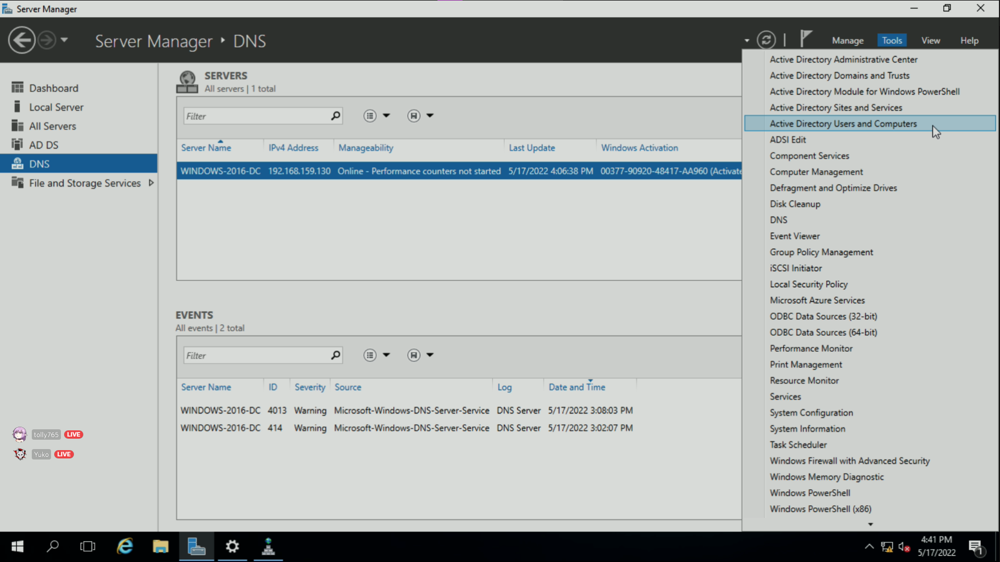 Server Manager
Server Manager ‣ DNS
Manage
Tools
View
Help
Dashboard
Local Server
All Servers
AD DS
DNS
File and Storage Services
SERVERS
All servers | 1 total
Filter
Server Name IPv4 Address Manageability Last Update Windows Activation
WINDOWS-2016-DC 192.168.159.130 Online - Performance counters not started 5/17/2022 4:06:38 PM 00377-90920-48417-AA960 (Activate
EVENTS
All events | 2 total
Filter
Server Name ID Severity Source Log Date and Time
WINDOWS-2016-DC 4013 Warning Microsoft-Windows-DNS-Server-Service DNS Server 5/17/2022 3:08:03 PM
WINDOWS-2016-DC 414 Warning Microsoft-Windows-DNS-Server-Service DNS Server 5/17/2022 3:02:07 PM
Active Directory Administrative Center
Active Directory Domains and Trusts
Active Directory Module for Windows PowerShell
Active Directory Sites and Services
Active Directory Users and Computers
ADSI Edit
Component Services
Computer Management
Defragment and Optimize Drives
Disk Cleanup
DNS
Event Viewer
Group Policy Management
iSCSI Initiator
Local Security Policy
Microsoft Azure Services
ODBC Data Sources (32-bit)
ODBC Data Sources (64-bit)
Performance Monitor
Print Management
Resource Monitor
Services
System Configuration
System Information
Task Scheduler
Windows Firewall with Advanced Security
Windows Memory Diagnostic
Windows PowerShell
Windows PowerShell (x86)
tolly765 LIVE
Yuko LIVE
4:41 PM
5/17/2022
1